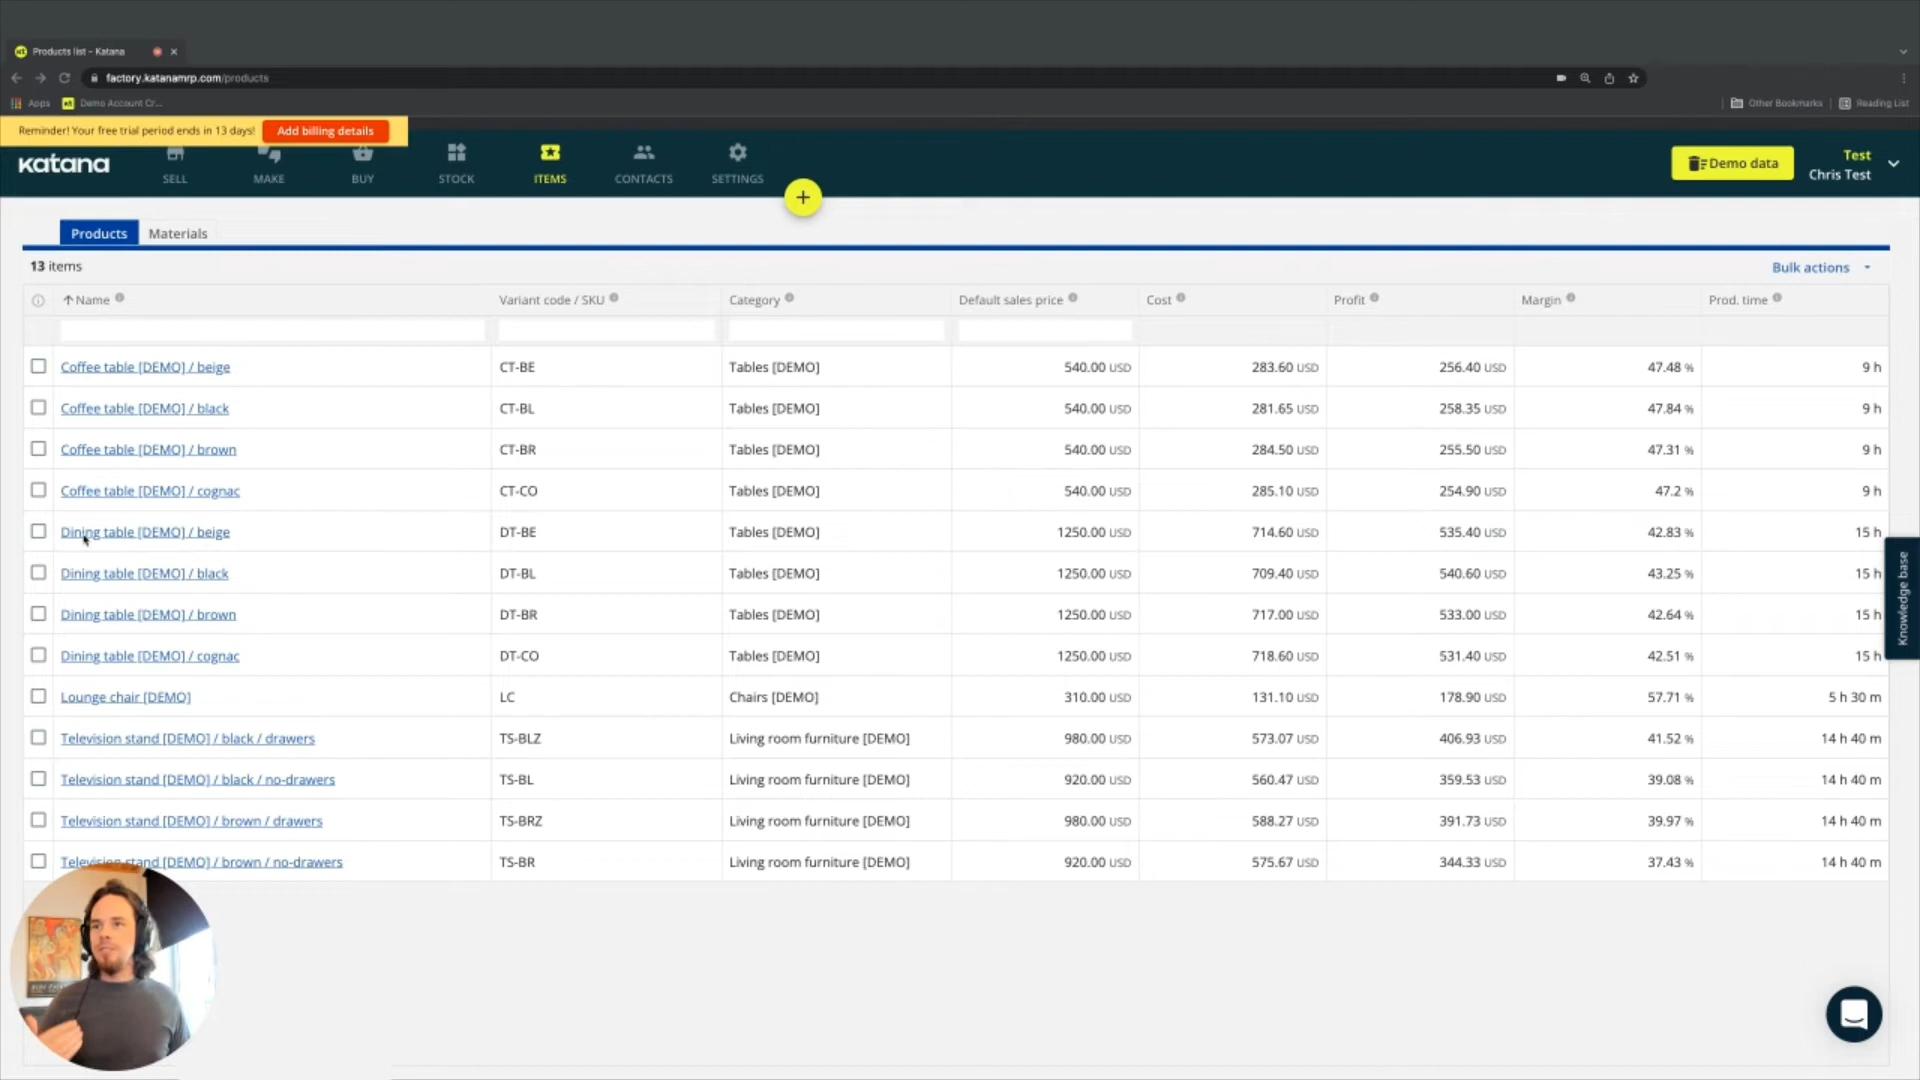 Products list - Katana
factory.katanamrp.com/products
Apps Demo Account Cr... Other Bookmarks Reading List
Reminder! Your free trial period ends in 13 days! Add billing details
katana SELL MAKE BUY STOCK ITEMS CONTACTS SETTINGS Demo data Test
Chris Test
+
Products Materials
13 items Bulk actions
Name Variant code / SKU Category Default sales price Cost Profit Margin Prod. time
Coffee table [DEMO] / beige CT-BE Tables [DEMO] 540.00 USD 283.60 USD 256.40 USD 47.48 % 9 h
Coffee table [DEMO] / black CT-BL Tables [DEMO] 540.00 USD 281.65 USD 258.35 USD 47.84 % 9 h
Coffee table [DEMO] / brown CT-BR Tables [DEMO] 540.00 USD 284.50 USD 255.50 USD 47.31 % 9 h
Coffee table [DEMO] / cognac CT-CO Tables [DEMO] 540.00 USD 285.10 USD 254.90 USD 47.2 % 9 h
Dining table [DEMO] / beige DT-BE Tables [DEMO] 1250.00 USD 714.60 USD 535.40 USD 42.83 % 15 h
Dining table [DEMO] / black DT-BL Tables [DEMO] 1250.00 USD 709.40 USD 540.60 USD 43.25 % 15 h
Dining table [DEMO] / brown DT-BR Tables [DEMO] 1250.00 USD 717.00 USD 533.00 USD 42.64 % 15 h
Dining table [DEMO] / cognac DT-CO Tables [DEMO] 1250.00 USD 718.60 USD 531.40 USD 42.51 % 15 h
Lounge chair [DEMO] LC Chairs [DEMO] 310.00 USD 131.10 USD 178.90 USD 57.71 % 5 h 30 m
Television stand [DEMO] / black / drawers TS-BLZ Living room furniture [DEMO] 980.00 USD 573.07 USD 406.93 USD 41.52 % 14 h 40 m
Television stand [DEMO] / black / no-drawers TS-BL Living room furniture [DEMO] 920.00 USD 560.47 USD 359.53 USD 39.08 % 14 h 40 m
Television stand [DEMO] / brown / drawers TS-BRZ Living room furniture [DEMO] 980.00 USD 588.27 USD 391.73 USD 39.97 % 14 h 40 m
Television stand [DEMO] / brown / no-drawers TS-BR Living room furniture [DEMO] 920.00 USD 575.67 USD 344.33 USD 37.43 % 14 h 40 m
Knowledge base